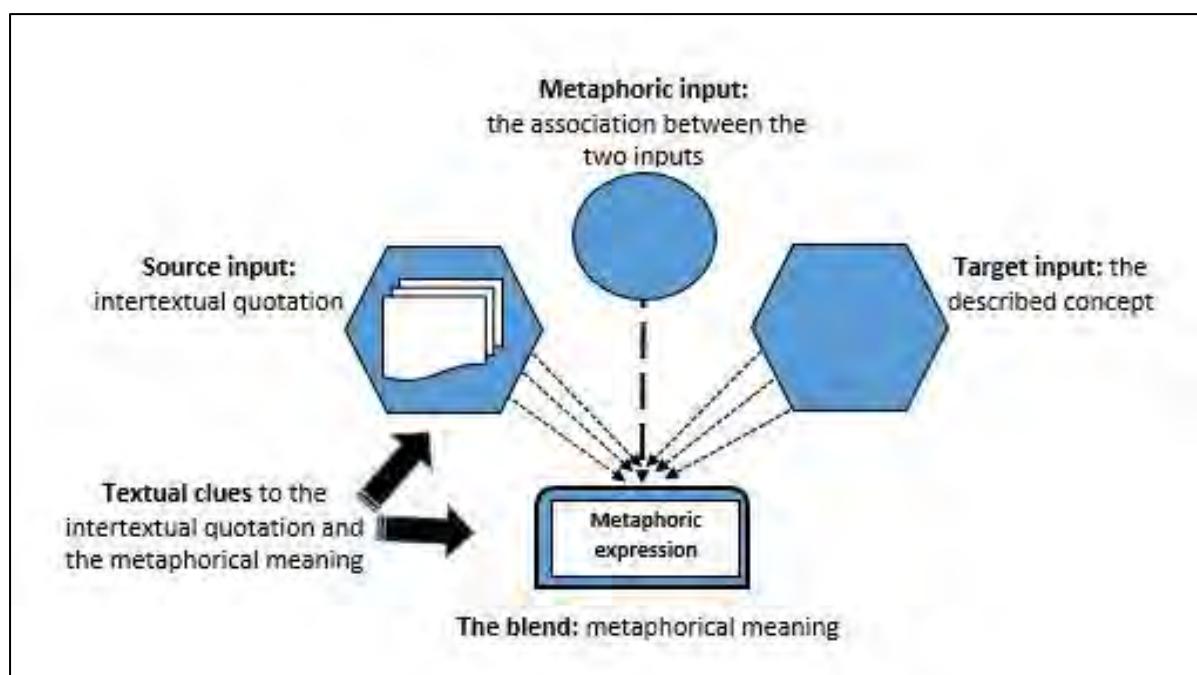 Metaphoric input:
the association between the
two inputs
Source input:
intertextual quotation
Target input: the
described concept
Textual clues to the
intertextual quotation and
the metaphorical meaning
Metaphoric
expression
The blend: metaphorical meaning